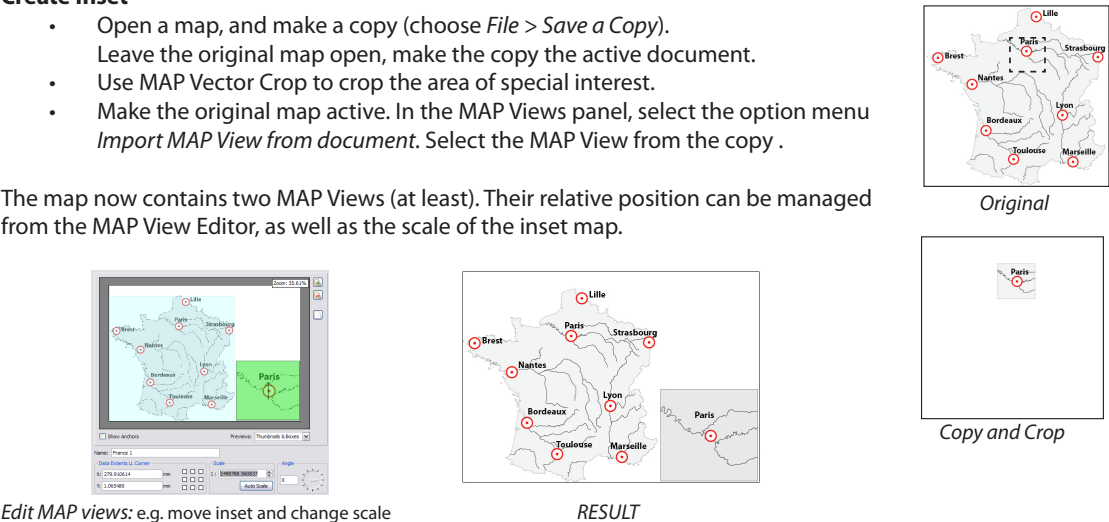 Create Inset
• Open a map, and make a copy (choose File > Save a Copy).
Leave the original map open, make the copy the active document.
• Use MAP Vector Crop to crop the area of special interest.
• Make the original map active. In the MAP Views panel, select the option menu
Import MAP View from document. Select the MAP View from the copy .
The map now contains two MAP Views (at least). Their relative position can be managed
from the MAP View Editor, as well as the scale of the inset map.
Lille
Paris
Strasbourg
Brest
Nantes
Lyon
Bordeaux
Toulouse
Marseille
Original
Paris
Copy and Crop
Zoom: 35.61%
Lille
Paris
Strasbourg
Brest
Nantes
Lyon
Bordeaux
Paris
Toulouse
Marseille
Show Anchors
Previews: Thumbnails & Boxes
Name: France 1
Data Extents LL Corner
Scale
Angle
X: 279.910614 mm
1 :
0
Y: 1.065489 mm
Auto Scale
Edit MAP views: e.g. move inset and change scale
Lille
Paris
Strasbourg
Brest
Nantes
Lyon
Bordeaux
Paris
Toulouse
Marseille
RESULT